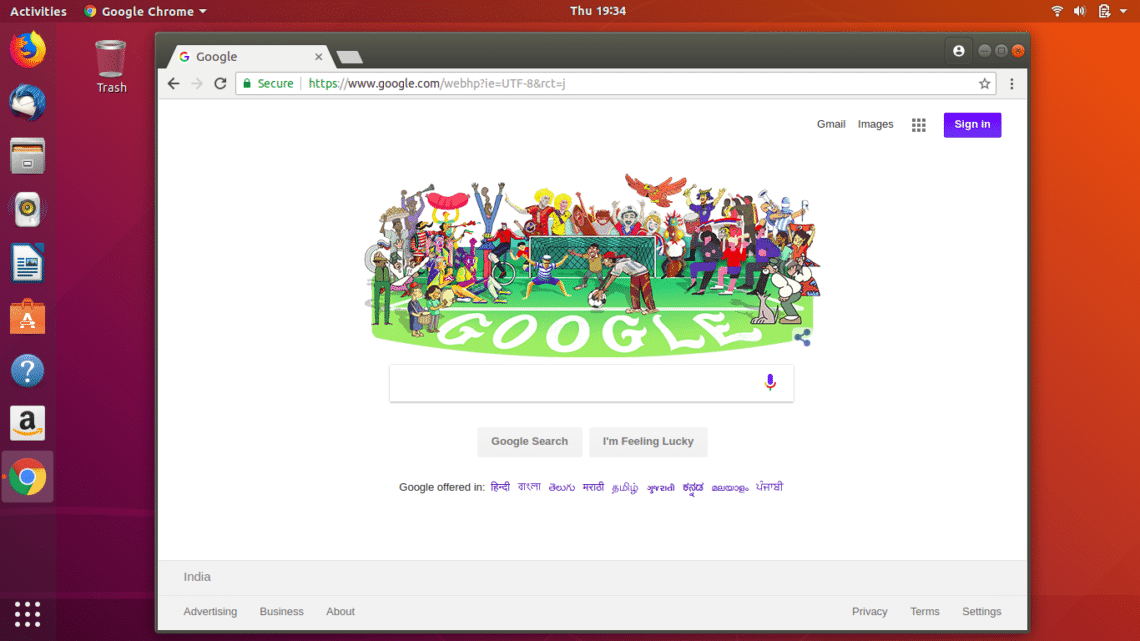 Activities Google Chrome Thu 19:34
Trash
Google
Secure https://www.google.com/webhp?ie=UTF-8&rct=j
Gmail Images Sign in
GOOGLE
Google Search I'm Feeling Lucky
Google offered in: हिन्दी বাংলা తెలుగు मराठी தமிழ் ગુજરાતી ಕನ್ನಡ മലയാളം ਪੰਜਾਬੀ
India
Advertising Business About Privacy Terms Settings